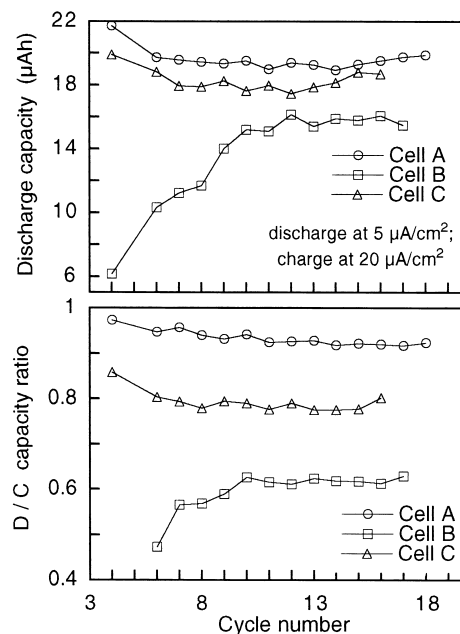 Discharge capacity (μAh)
22
18
14
10
6
Cell A
Cell B
Cell C
discharge at 5 μA/cm²;
charge at 20 μA/cm²
D / C capacity ratio
1
0.8
0.6
0.4
Cell A
Cell B
Cell C
3 8 13 18
Cycle number